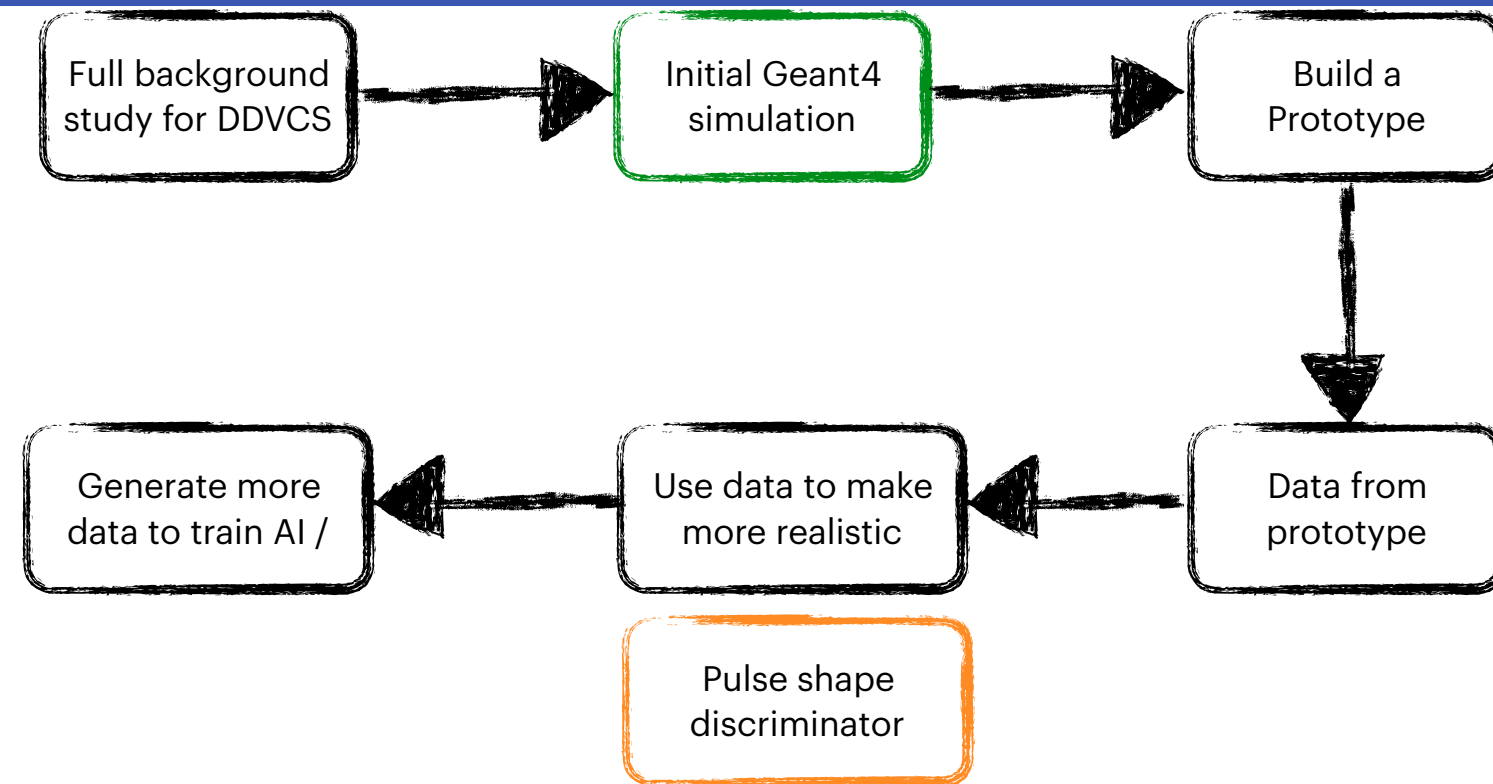 Full background
study for DDVCS
Initial Geant4
simulation
Build a
Prototype
Data from
prototype
Use data to make
more realistic
Generate more
data to train AI /
Pulse shape
discriminator